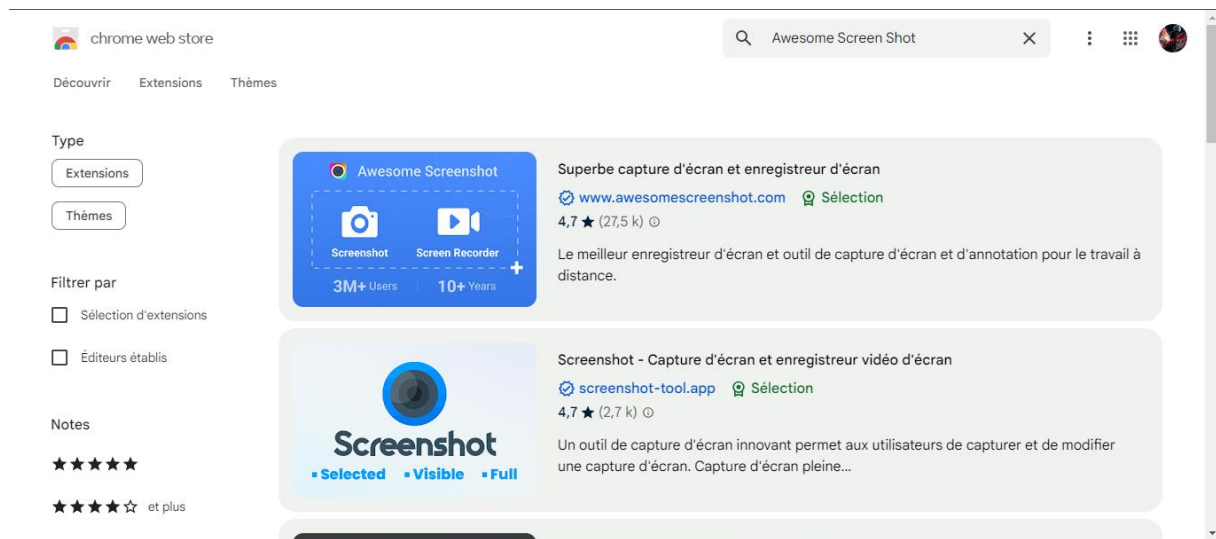 chrome web store
Awesome Screen Shot
Découvrir Extensions Thèmes
Type
Extensions
Thèmes
Filtrer par
Sélection d'extensions
Éditeurs établis
Notes
et plus
Awesome Screenshot
Screenshot Screen Recorder
3M+ Users 10+ Years
Superbe capture d'écran et enregistreur d'écran
www.awesomescreenshot.com Sélection
4,7 ★ (27,5 k)
Le meilleur enregistreur d'écran et outil de capture d'écran et d'annotation pour le travail à
distance.
Screenshot
▪ Selected ▪ Visible ▪ Full
Screenshot - Capture d'écran et enregistreur vidéo d'écran
screenshot-tool.app Sélection
4,7 ★ (2,7 k)
Un outil de capture d'écran innovant permet aux utilisateurs de capturer et de modifier
une capture d'écran. Capture d'écran pleine...